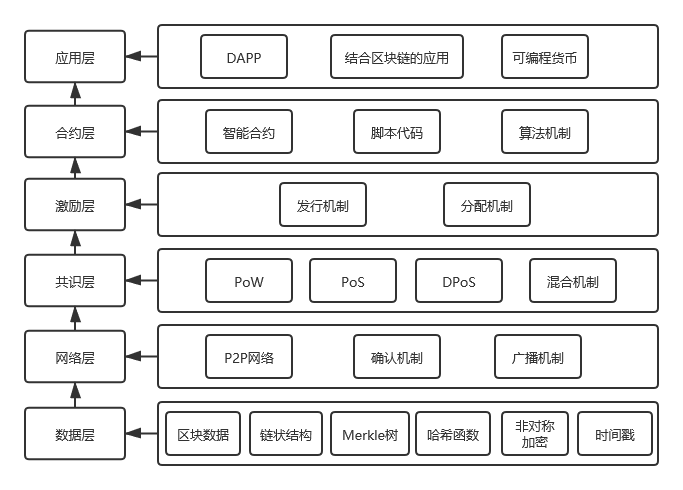 应用层
DAPP
结合区块链的应用
可编程货币
合约层
智能合约
脚本代码
算法机制
激励层
发行机制
分配机制
共识层
PoW
PoS
DPoS
混合机制
网络层
P2P网络
确认机制
广播机制
数据层
区块数据
链状结构
Merkle树
哈希函数
非对称
加密
时间戳